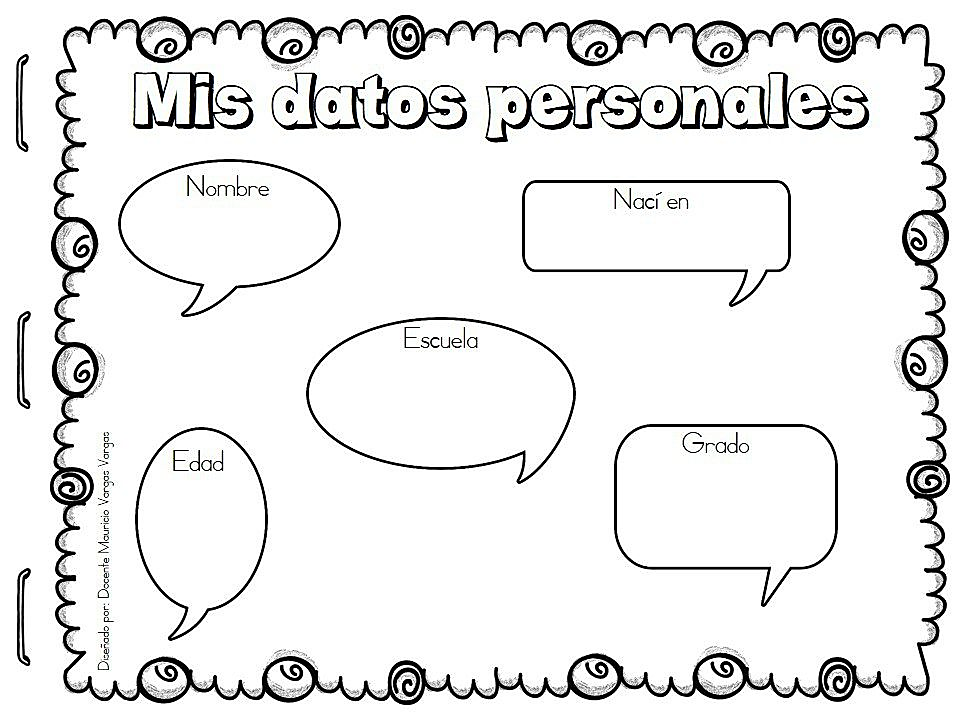 Mis datos personales
Nombre
Nací en
Escuela
Edad
Grado
Diseñado por: Docente Mauricio Vargas Vargas